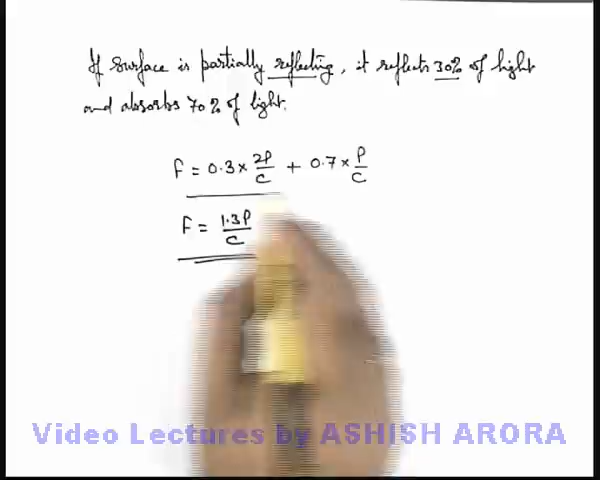 If surface is partially reflecting, it reflects 30% of light
and absorbs 70% of light.
F = 0.3 × 2P/C + 0.7 × P/C
F = 1.3P/C
Video Lectures by ASHISH ARORA